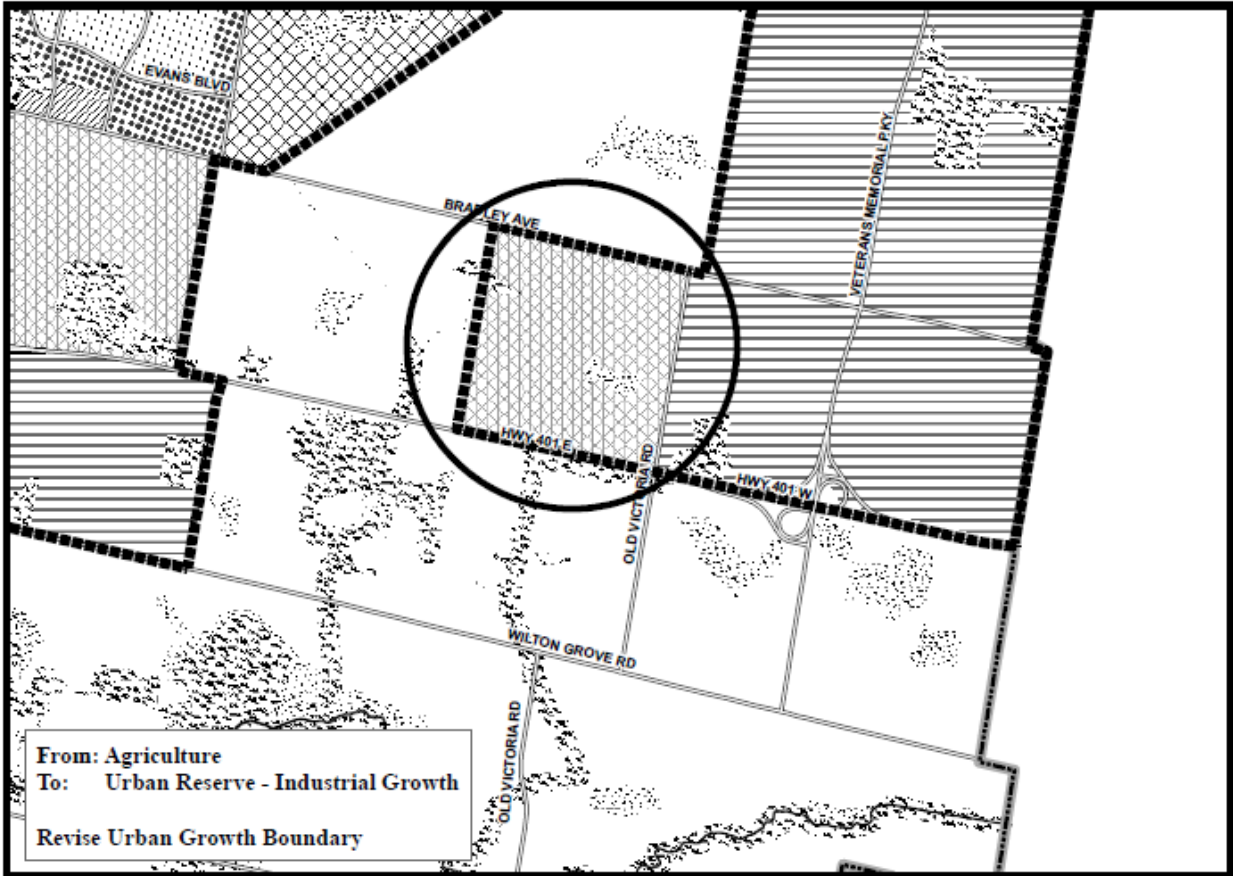 EVANS BLVD
BRADLEY AVE
VETERANS MEMORIAL PKY
HWY 401 E
OLD VICTORIA RD
HWY 401 W
WILTON GROVE RD
OLD VICTORIA RD
From: Agriculture
To: Urban Reserve - Industrial Growth
Revise Urban Growth Boundary